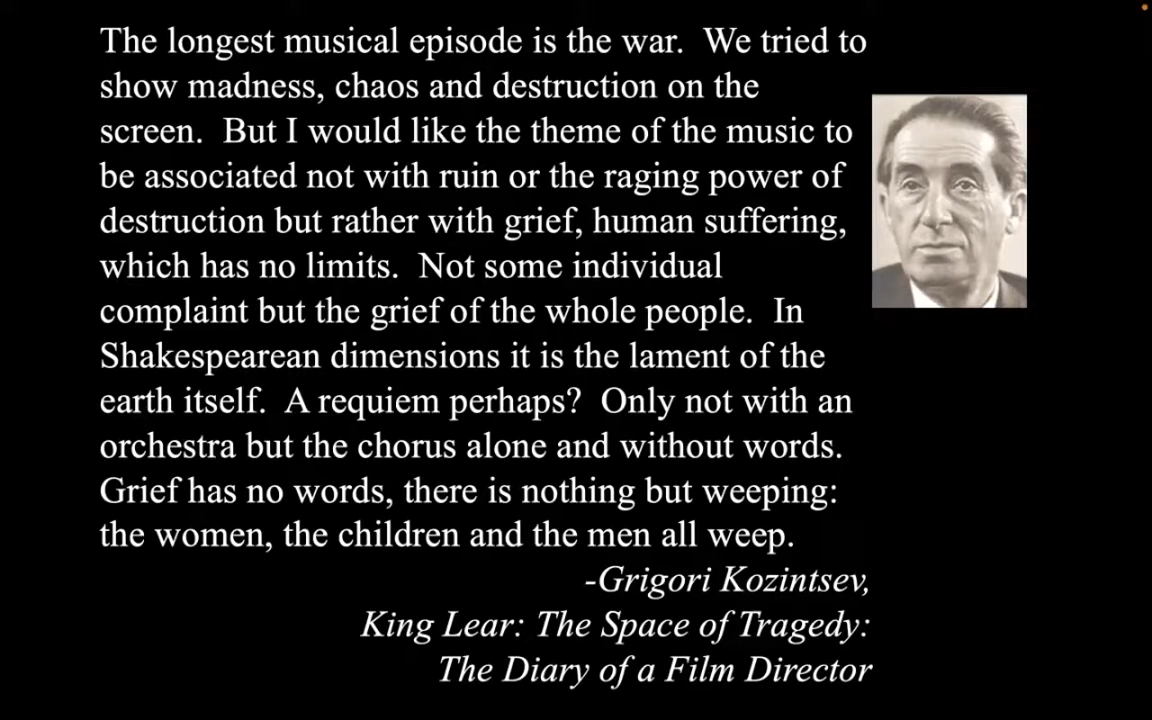 The longest musical episode is the war.  We tried to
show madness, chaos and destruction on the
screen.  But I would like the theme of the music to
be associated not with ruin or the raging power of
destruction but rather with grief, human suffering,
which has no limits.  Not some individual
complaint but the grief of the whole people.  In
Shakespearean dimensions it is the lament of the
earth itself.  A requiem perhaps?  Only not with an
orchestra but the chorus alone and without words.
Grief has no words, there is nothing but weeping:
the women, the children and the men all weep.
-Grigori Kozintsev,
King Lear: The Space of Tragedy:
The Diary of a Film Director